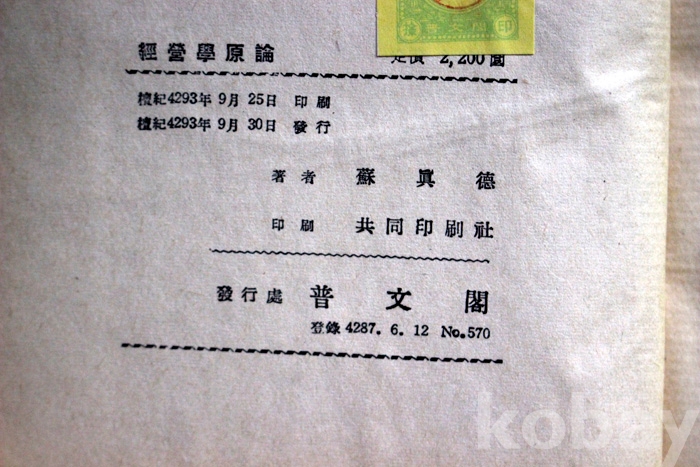 經營學原論
定價 2,200圜
檀紀4293年 9月 25日 印刷
檀紀4293年 9月 30日 發行
著者 蘇眞德
印刷 共同印刷社
發行處 普文閣
登錄 4287. 6. 12 No.570
kobay